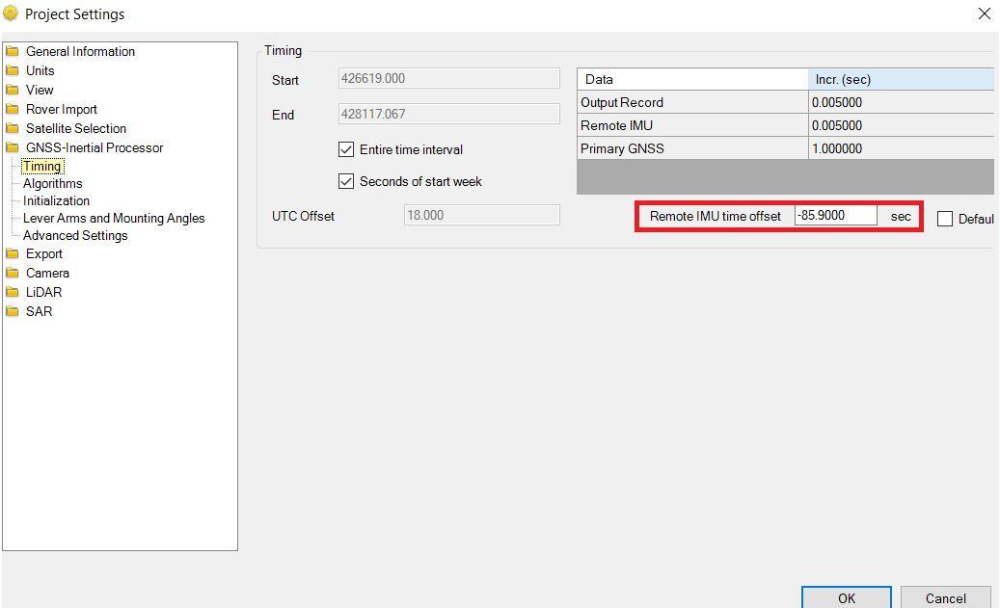 Project Settings
General Information
Units
View
Rover Import
Satellite Selection
GNSS-Inertial Processor
Timing
Algorithms
Initialization
Lever Arms and Mounting Angles
Advanced Settings
Export
Camera
LiDAR
SAR
Timing
Start 426619.000
End 428117.067
Entire time interval
Seconds of start week
UTC Offset 18.000
Data Incr. (sec)
Output Record 0.005000
Remote IMU 0.005000
Primary GNSS 1.000000
Remote IMU time offset -85.9000 sec
Defaul
OK Cancel